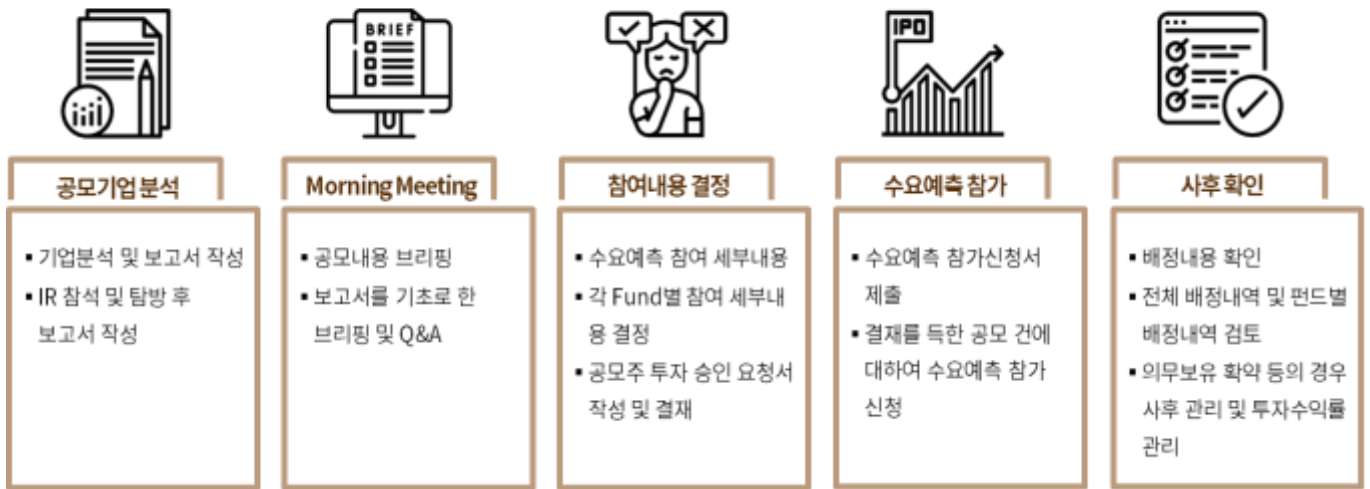 BRIEF
IPO
공모기업 분석
▪ 기업분석 및 보고서 작성
▪ IR 참석 및 탐방 후
보고서 작성
Morning Meeting
▪ 공모내용 브리핑
▪ 보고서를 기초로 한
브리핑 및 Q&A
참여내용 결정
▪ 수요예측 참여 세부내용
▪ 각 Fund별 참여 세부내
용 결정
▪ 공모주 투자 승인 요청서
작성 및 결재
수요예측 참가
▪ 수요예측 참가신청서
제출
▪ 결재를 득한 공모 건에
대하여 수요예측 참가
신청
사후 확인
▪ 배정내용 확인
▪ 전체 배정내역 및 펀드별
배정내역 검토
▪ 의무보유 확약 등의 경우
사후 관리 및 투자수익률
관리